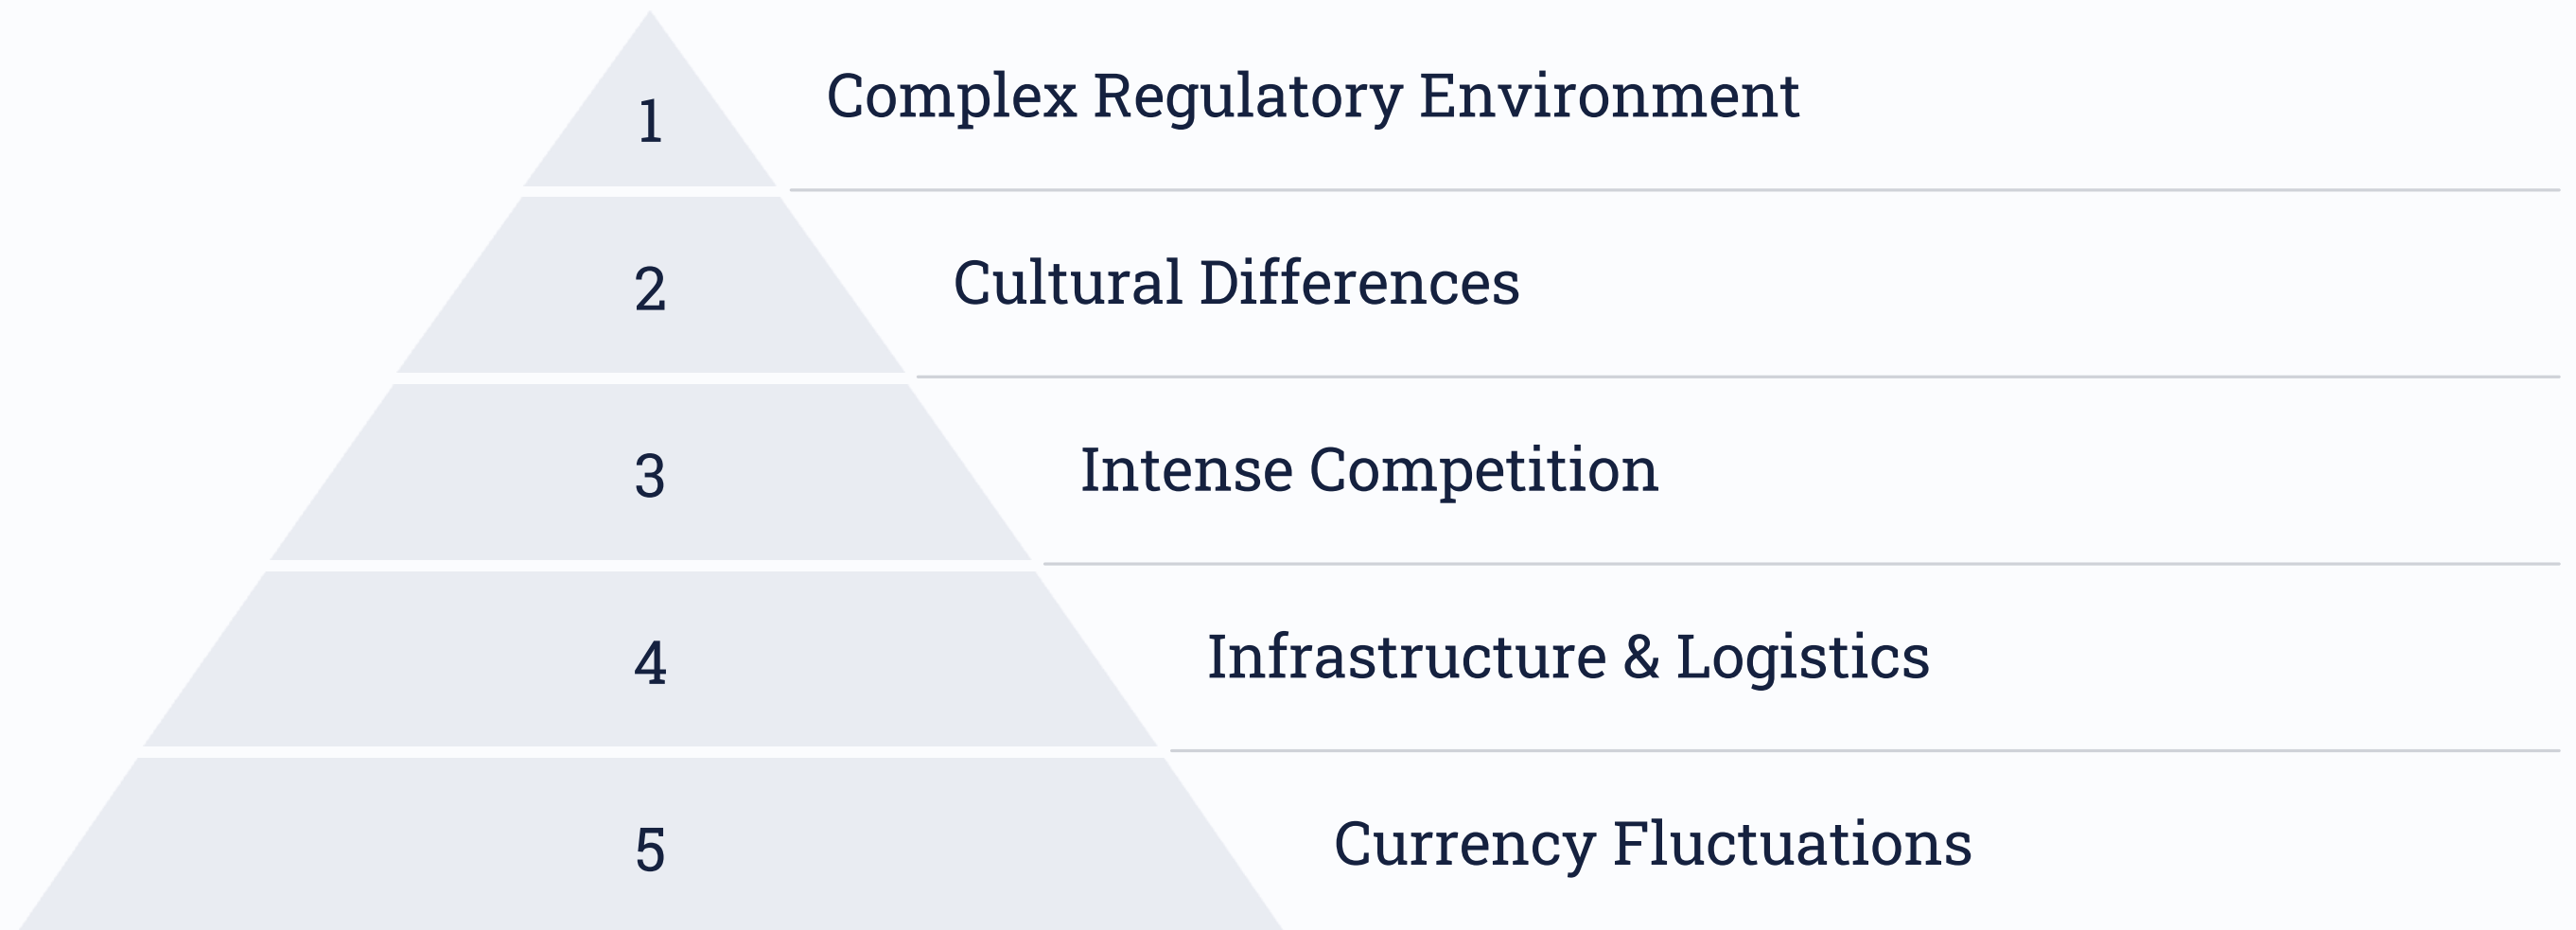 1
Complex Regulatory Environment
2
Cultural Differences
3
Intense Competition
4
Infrastructure & Logistics
5
Currency Fluctuations